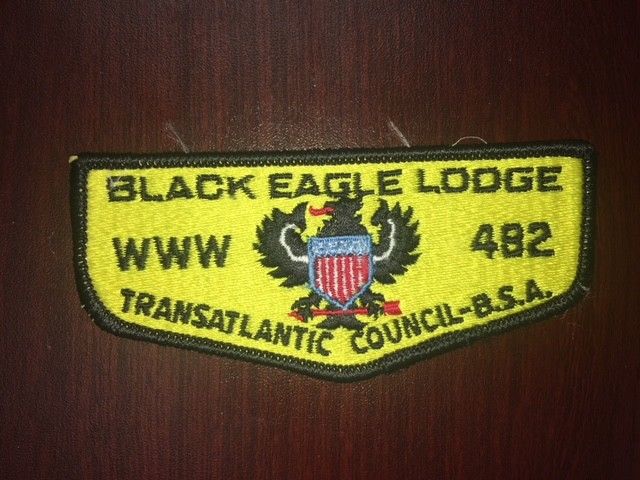 BLACK EAGLE LODGE
WWW 482
TRANSATLANTIC COUNCIL-B.S.A.